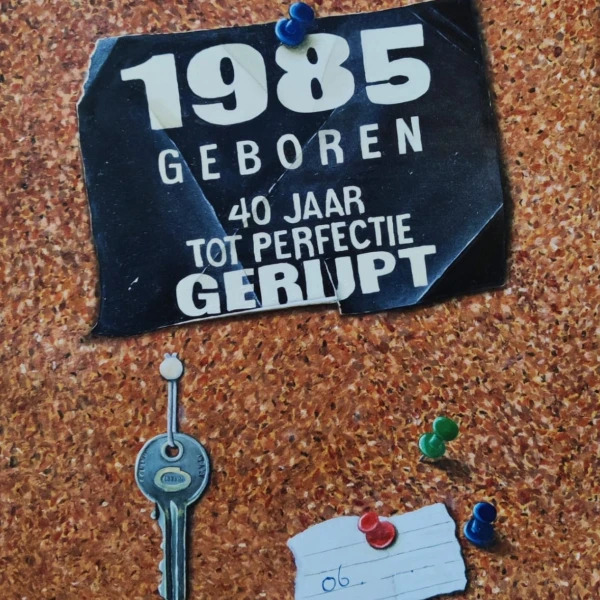 1985
GEBOREN
40 JAAR
TOT PERFECTIE
GERIJPT
06